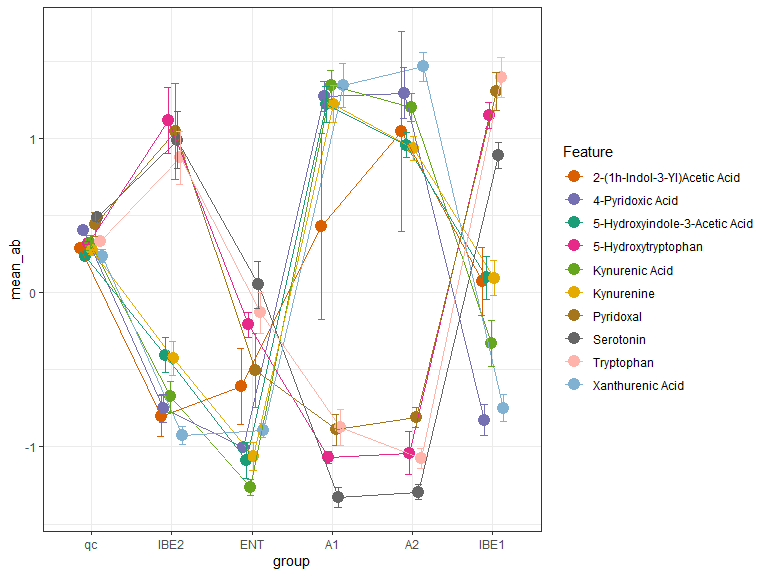 mean_ab
1
0
-1
qc
IBE2
ENT
A1
A2
IBE1
group
Feature
2-(1h-Indol-3-Yl)Acetic Acid
4-Pyridoxic Acid
5-Hydroxyindole-3-Acetic Acid
5-Hydroxytryptophan
Kynurenic Acid
Kynurenine
Pyridoxal
Serotonin
Tryptophan
Xanthurenic Acid